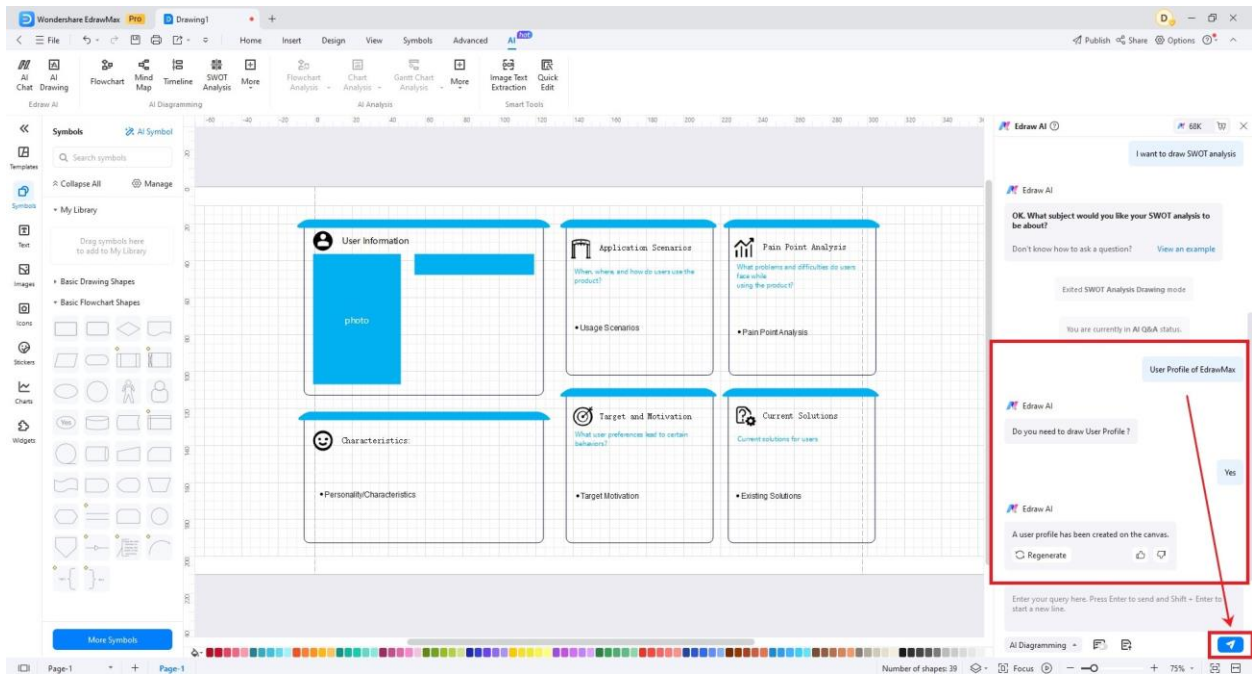 Wondershare EdrawMax Pro
Drawing1
File
Home Insert Design View Symbols Advanced AI hot
Publish Share Options
AI Chat
AI Drawing
Flowchart
Mind Map
Timeline
SWOT Analysis
More
Flowchart Analysis
Chart Analysis
Gantt Chart Analysis
More
Image Text Extraction
Quick Edit
Edraw AI
AI Diagramming
AI Analysis
Smart Tools
Templates
Symbols
Text
Images
Icons
Stickers
Charts
Widgets
Symbols
AI Symbol
Search symbols
Collapse All
Manage
My Library
Drag symbols here
to add to My Library
Basic Drawing Shapes
Basic Flowchart Shapes
Yes
More Symbols
User Information
photo
Application Scenarios
When, where, and how do users use the
product?
• Usage Scenarios
Pain Point Analysis
What problems and difficulties do users
face while
using the product?
• Pain Point Analysis
Characteristics:
• Personality/Characteristics
Target and Motivation
What user preferences lead to certain
behaviors?
• Target Motivation
Current Solutions
Current solutions for users
• Existing Solutions
Edraw AI
68K
I want to draw SWOT analysis
Edraw AI
OK. What subject would you like your SWOT analysis to
be about?
Don't know how to ask a question? View an example
Exited SWOT Analysis Drawing mode
You are currently in AI Q&A status.
User Profile of EdrawMax
Edraw AI
Do you need to draw User Profile ?
Yes
Edraw AI
A user profile has been created on the canvas.
Regenerate
Enter your query here. Press Enter to send and Shift + Enter to
start a new line.
AI Diagramming
Page-1
Page-1
Number of shapes: 39
Focus
75%